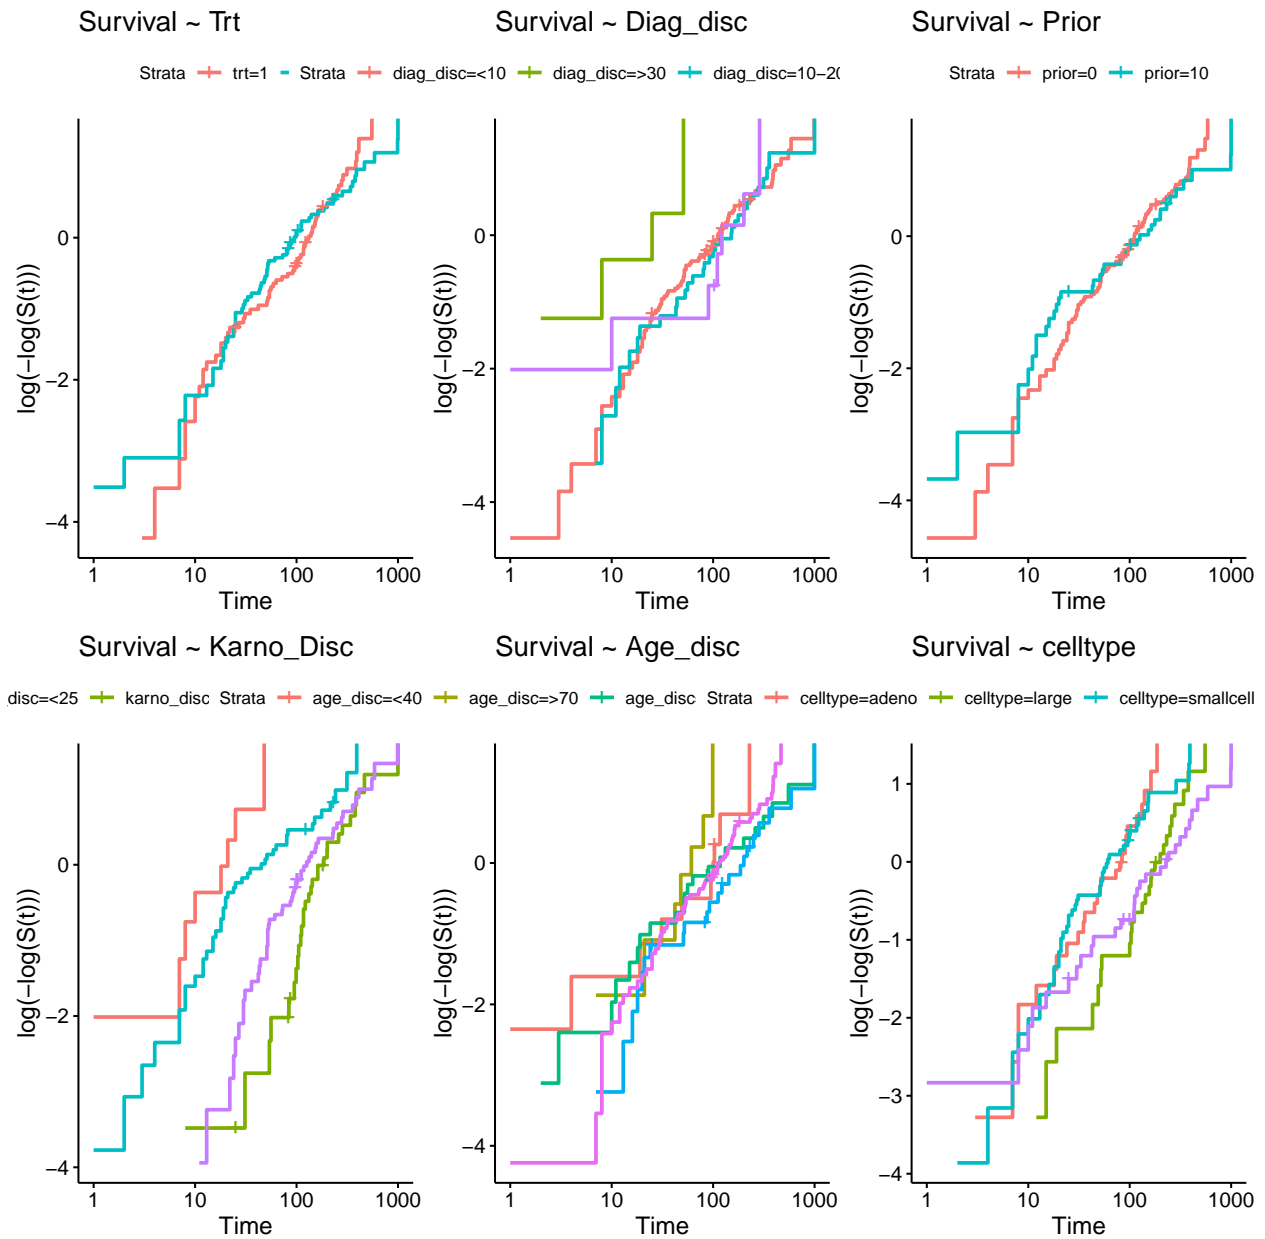 Survival ~ Trt
Survival ~ Diag_disc
Survival ~ Prior
Strata trt=1
Strata diag_disc=<10 diag_disc=>30 diag_disc=10−20
Strata prior=0 prior=10
log(−log(S(t)))
0
−2
−4
1 10 100 1000
Time
log(−log(S(t)))
0
−2
−4
1 10 100 1000
Time
log(−log(S(t)))
0
−2
−4
1 10 100 1000
Time
Survival ~ Karno_Disc
Survival ~ Age_disc
Survival ~ celltype
_disc=<25 karno_disc
Strata age_disc=<40 age_disc=>70 age_disc
Strata celltype=adeno celltype=large celltype=smallcell
log(−log(S(t)))
0
−2
−4
1 10 100 1000
Time
log(−log(S(t)))
0
−2
−4
1 10 100 1000
Time
log(−log(S(t)))
1
0
−1
−2
−3
−4
1 10 100 1000
Time